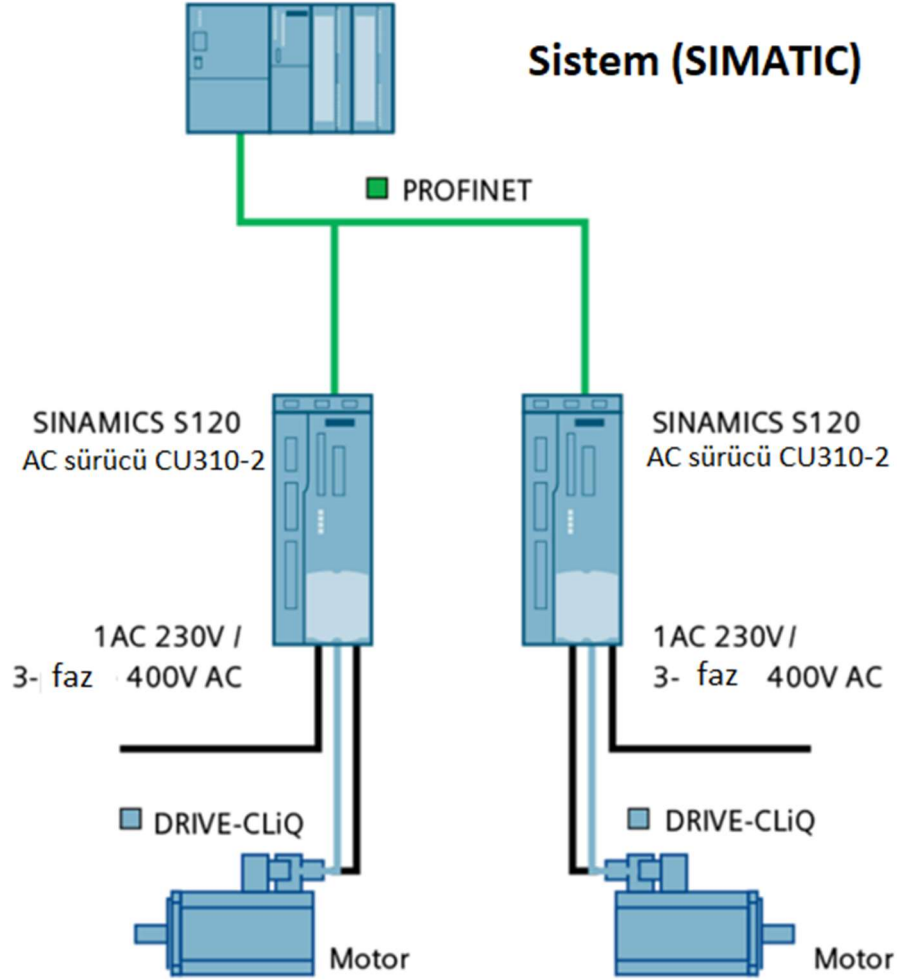 Sistem (SIMATIC)
PROFINET
SINAMICS S120
AC sürücü CU310-2
SINAMICS S120
AC sürücü CU310-2
1AC 230V /
3- faz 400V AC
1AC 230V /
3- faz 400V AC
DRIVE-CLiQ
DRIVE-CLiQ
Motor
Motor